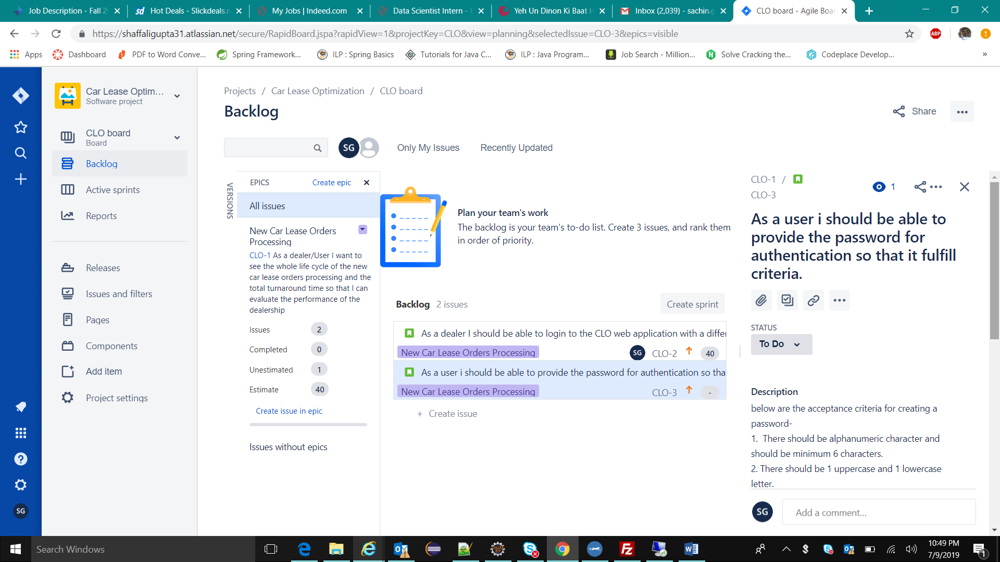 Job Description - Fall 2
Hot Deals - Slickdeals.n
My Jobs | Indeed.com
Data Scientist Intern -
Yeh Un Dinon Ki Baat H
Inbox (2,039) - sachin.g
CLO board - Agile Boar
https://shaffaligupta31.atlassian.net/secure/RapidBoard.jspa?rapidView=1&projectKey=CLO&view=planning&selectedIssue=CLO-3&epics=visible
ABP
Apps
Dashboard
PDF to Word Conve...
Spring Framework...
ILP : Spring Basics
Tutorials for Java C...
ILP : Java Program...
Job Search - Million...
Solve Cracking the...
Codeplace Develop...
»
Car Lease Optim...
Software project
CLO board
Board
Backlog
Active sprints
Reports
Releases
Issues and filters
Pages
Components
Add item
Project settings
SG
Projects / Car Lease Optimization / CLO board
Backlog
Share
SG
Only My Issues
Recently Updated
VERSIONS
EPICS
Create epic
All issues
New Car Lease Orders
Processing
CLO-1 As a dealer/User I want to
see the whole life cycle of the new
car lease orders processing and the
total turnaround time so that I can
evaluate the performance of the
dealership
Issues 2
Completed 0
Unestimated 1
Estimate 40
Create issue in epic
Issues without epics
Plan your team's work
The backlog is your team's to-do list. Create 3 issues, and rank them
in order of priority.
Backlog 2 issues
Create sprint
As a dealer I should be able to login to the CLO web application with a differ
New Car Lease Orders Processing
SG CLO-2 40
As a user i should be able to provide the password for authentication so tha
New Car Lease Orders Processing
CLO-3 -
+ Create issue
CLO-1 /
CLO-3
1
As a user i should be able to
provide the password for
authentication so that it fulfill
criteria.
STATUS
To Do
Description
below are the acceptance criteria for creating a
password-
1. There should be alphanumeric character and
should be minimum 6 characters.
2. There should be 1 uppercase and 1 lowercase
letter.
SG
Add a comment...
Search Windows
10:49 PM
7/9/2019
1